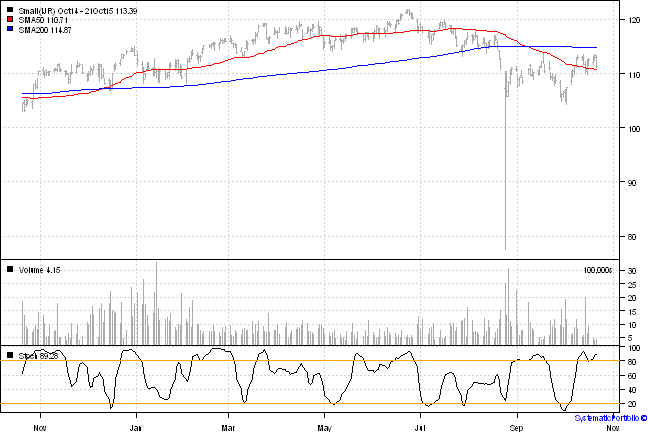 Small(IJR) Oct14 - 21Oct15 113.39
SMA50 110.71
SMA200 114.87
120
110
100
90
80
Volume 4.15
100,000s
30
25
20
15
10
5
Stoch 89.26
100
80
60
40
20
Nov
Jan
Mar
May
Jul
Sep
Nov
SystematicPortfolio ©